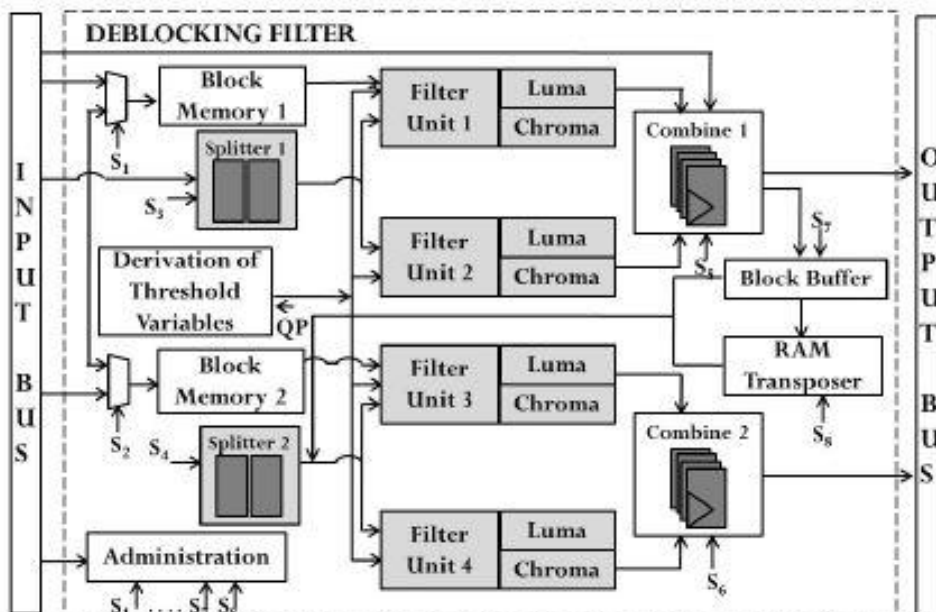 DEBLOCKING FILTER
INPUT BUS
Block
Memory 1
S1
Splitter 1
S3
Derivation of
Threshold
Variables
QP
Block
Memory 2
S2
Splitter 2
S4
Administration
S1 .....
Filter
Unit 1
Luma
Chroma
Filter
Unit 2
Luma
Chroma
Filter
Unit 3
Luma
Chroma
Filter
Unit 4
Luma
Chroma
Combine 1
S5
S7
Block Buffer
RAM
Transposer
S8
Combine 2
S6
OUTPUT BUS